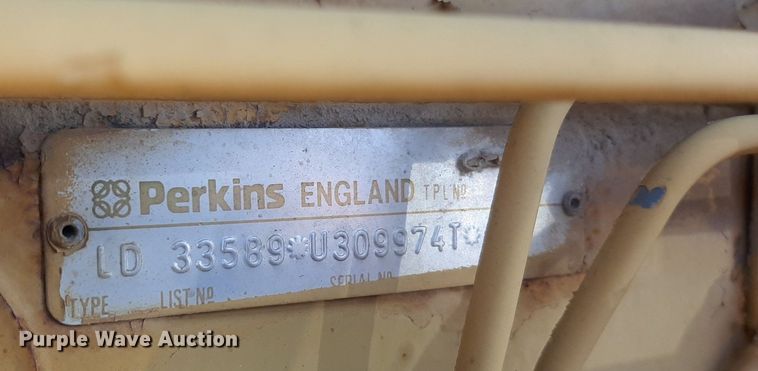 Perkins ENGLAND TPL No
LD 33589*U309974T*
TYPE LIST No SERIAL No
Purple Wave Auction